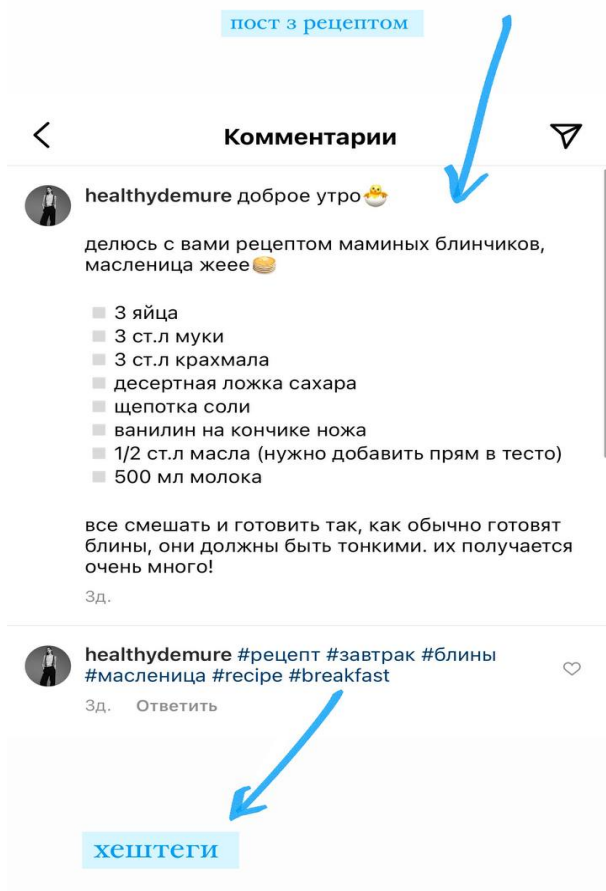 пост з рецептом
Комментарии
healthydemure доброе утро🐣
делюсь с вами рецептом маминых блинчиков,
масленица жеее🥞
3 яйца
3 ст.л муки
3 ст.л крахмала
десертная ложка сахара
щепотка соли
ванилин на кончике ножа
1/2 ст.л масла (нужно добавить прям в тесто)
500 мл молока
все смешать и готовить так, как обычно готовят
блины, они должны быть тонкими. их получается
очень много!
3д.
healthydemure #рецепт #завтрак #блины
#масленица #recipe #breakfast
3д. Ответить
хештеги